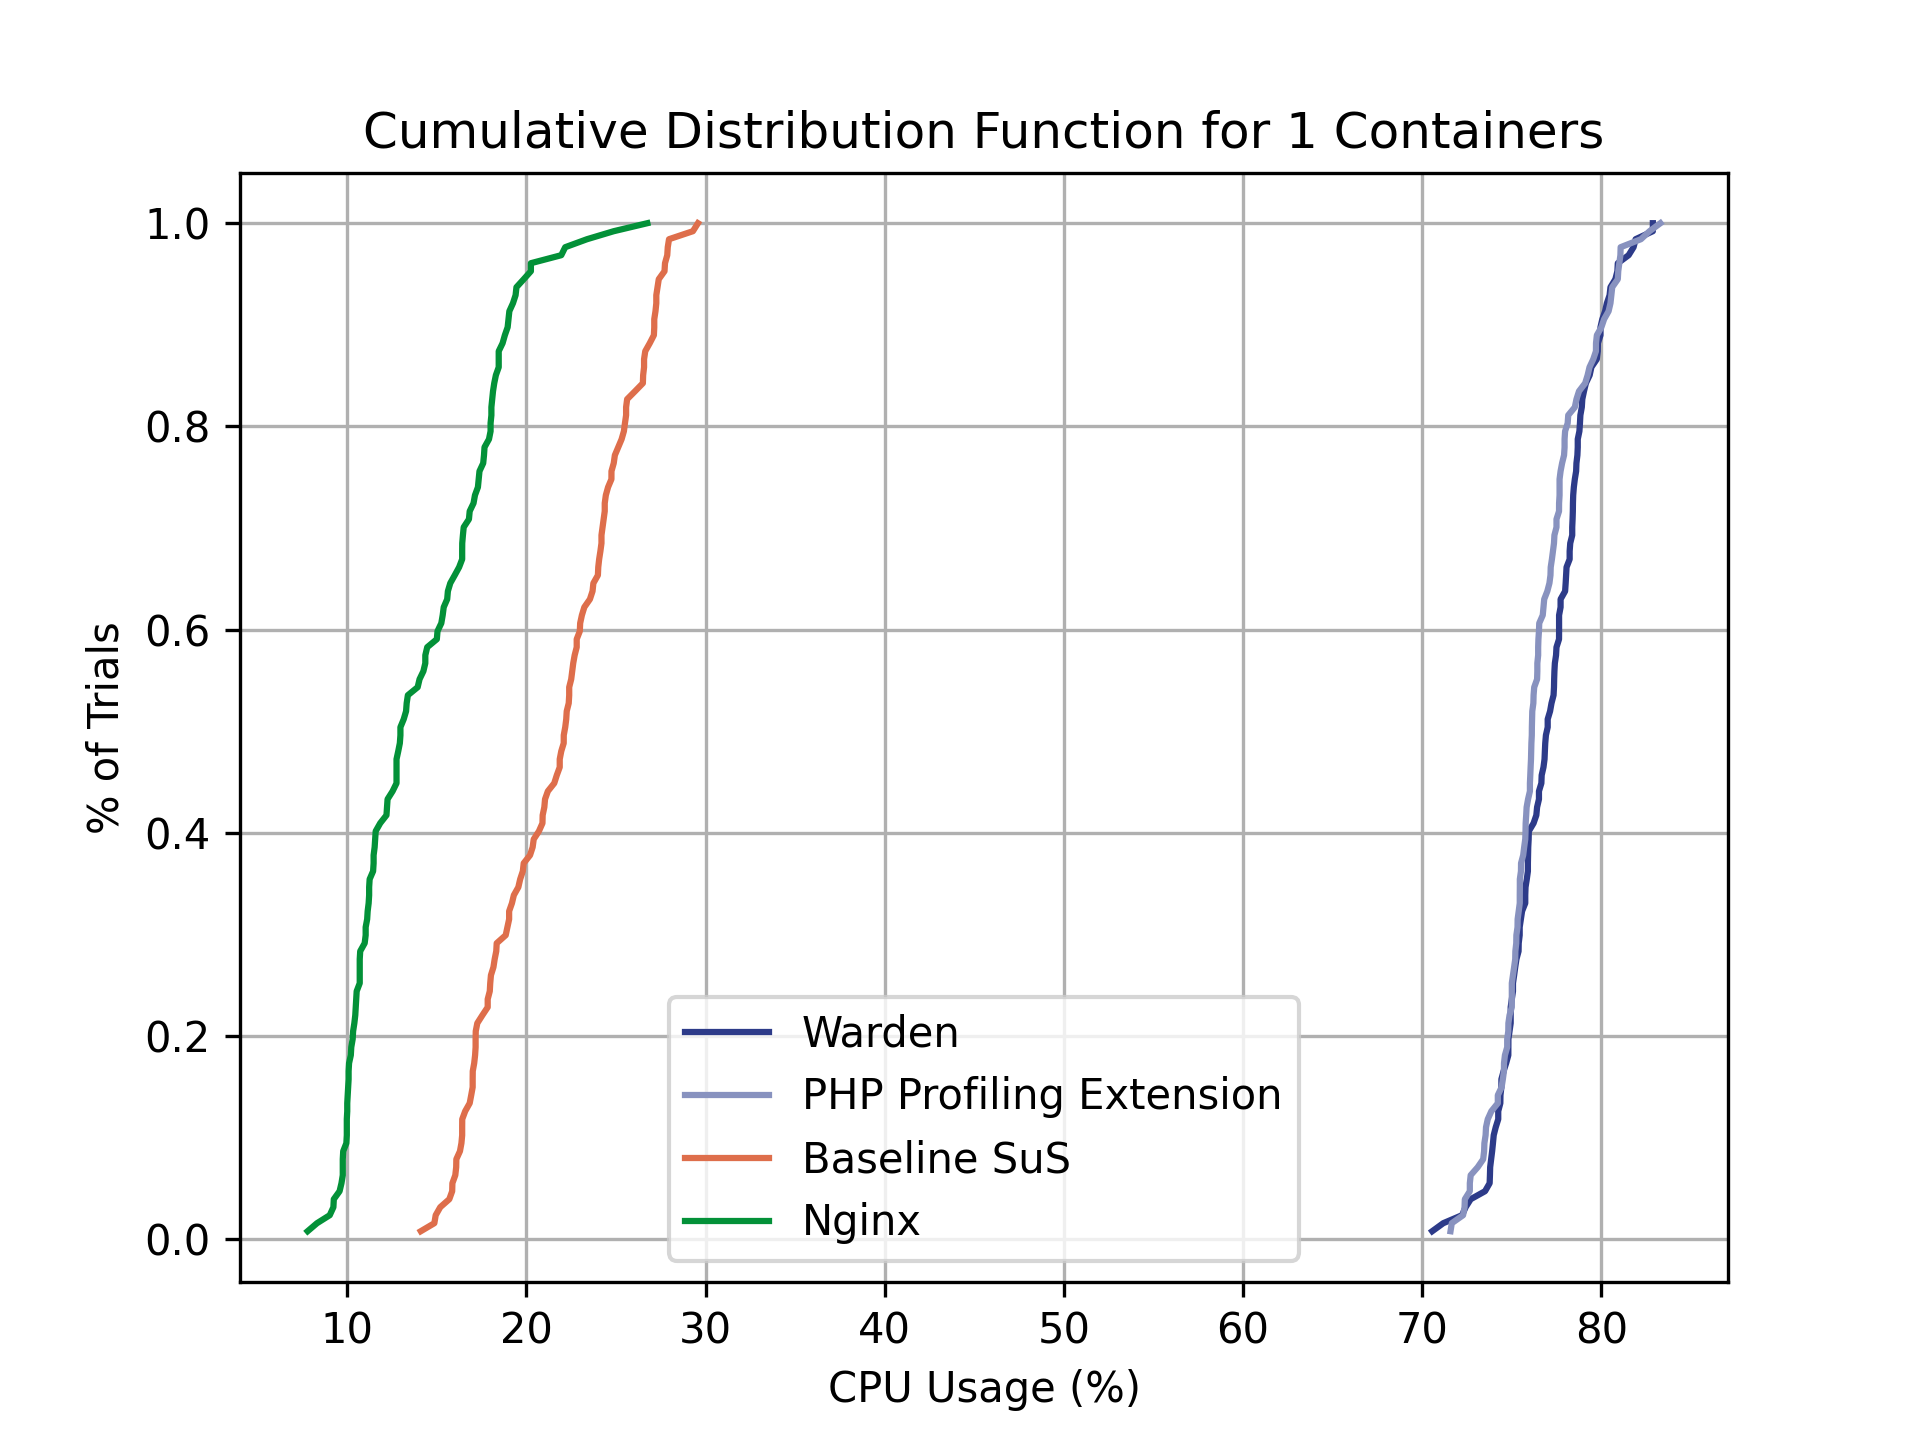 Cumulative Distribution Function for 1 Containers
1.0
0.8
0.6
0.4
0.2
0.0
% of Trials
Warden
PHP Profiling Extension
Baseline SuS
Nginx
10 20 30 40 50 60 70 80
CPU Usage (%)